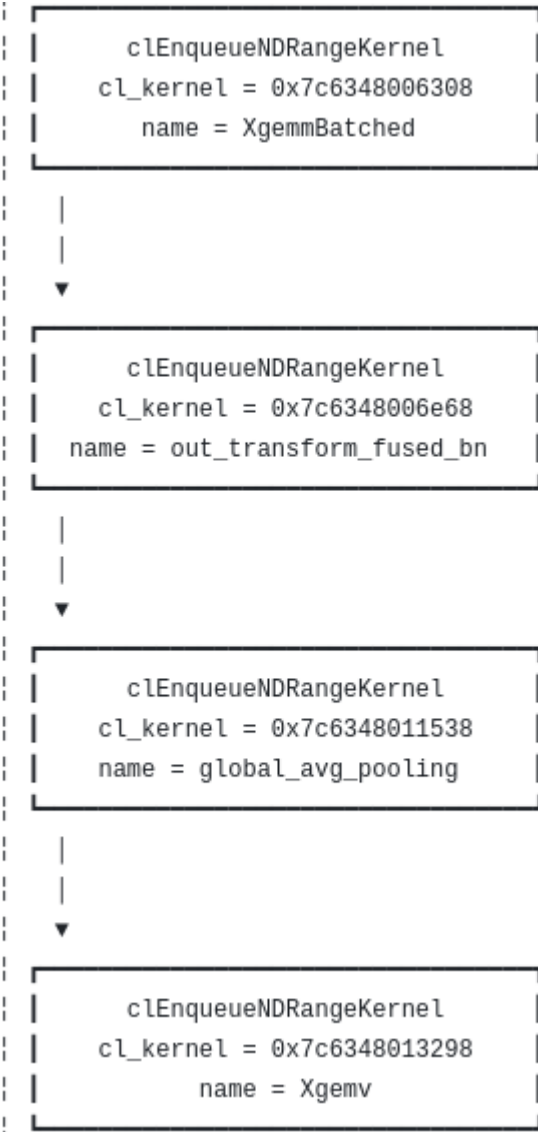 clEnqueueNDRangeKernel
cl_kernel = 0x7c6348006308
name = XgemmBatched
clEnqueueNDRangeKernel
cl_kernel = 0x7c6348006e68
name = out_transform_fused_bn
clEnqueueNDRangeKernel
cl_kernel = 0x7c6348011538
name = global_avg_pooling
clEnqueueNDRangeKernel
cl_kernel = 0x7c6348013298
name = Xgemv